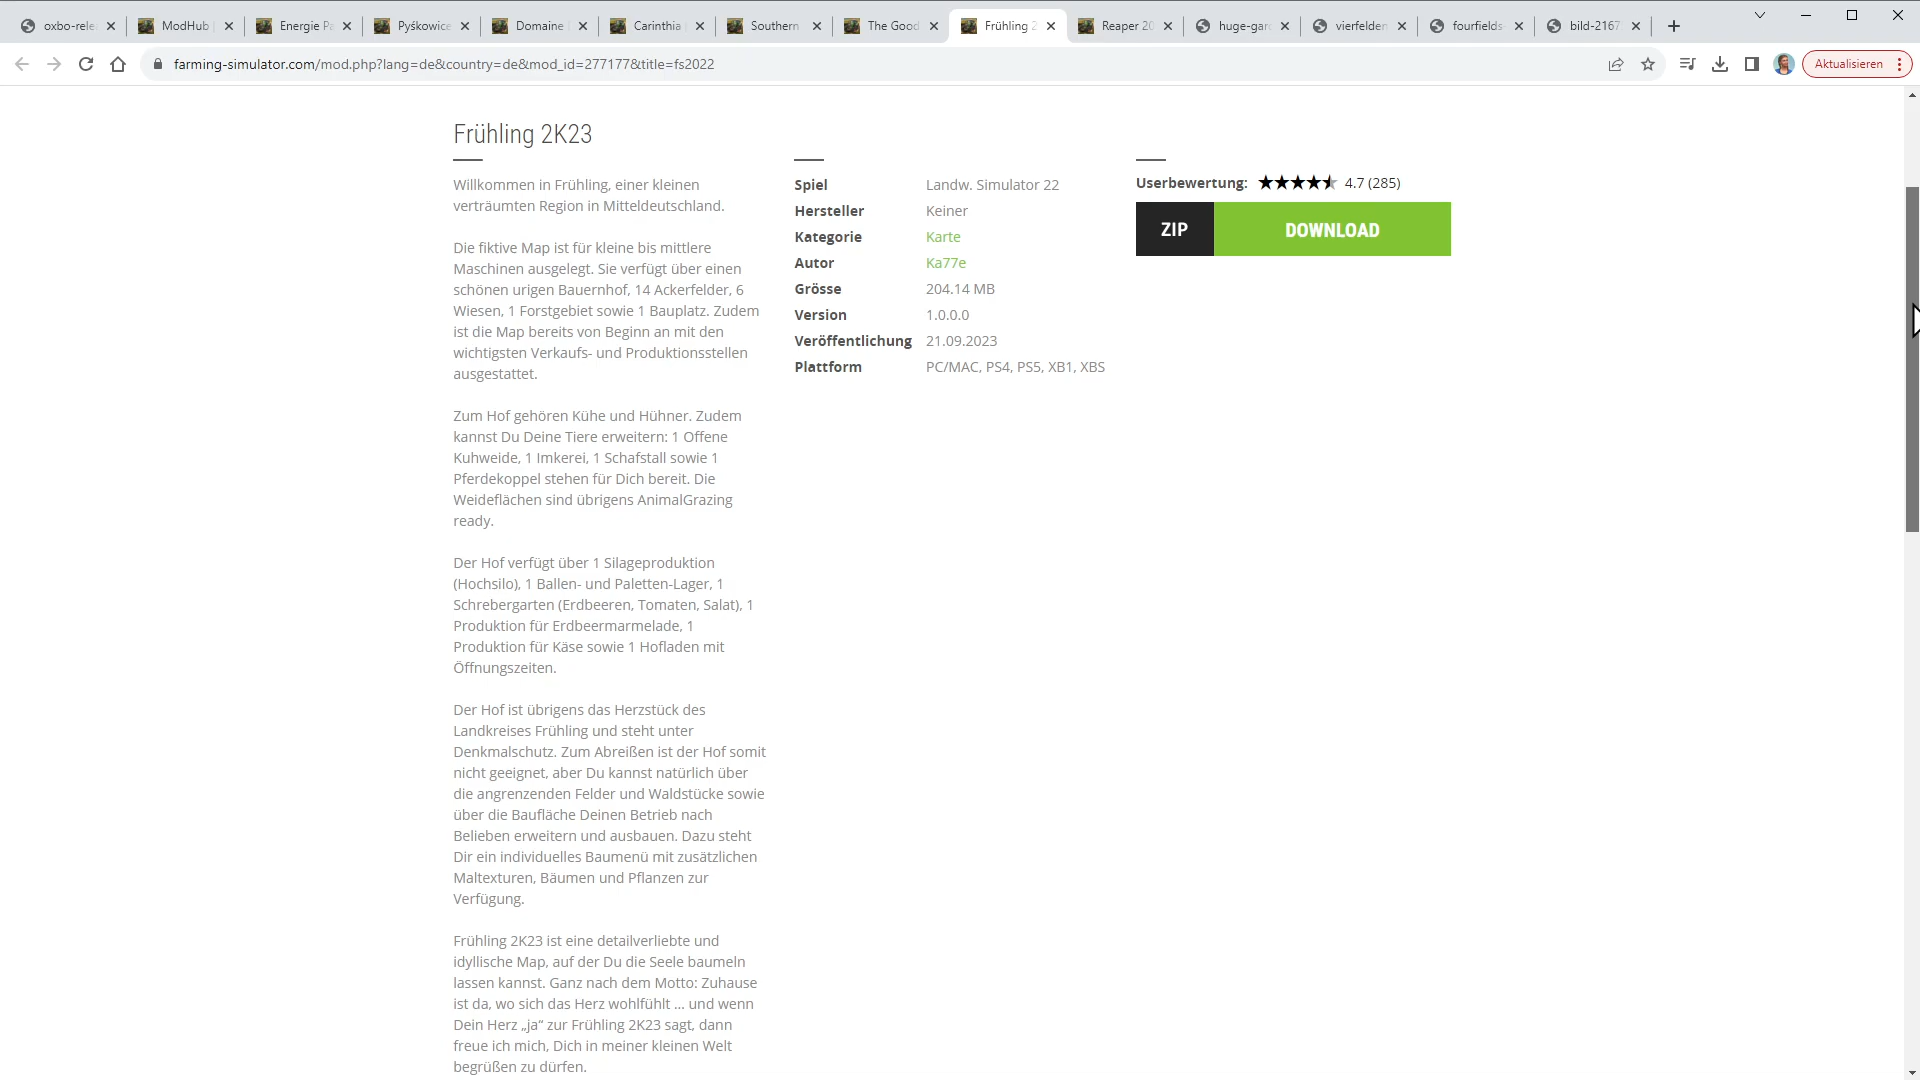 oxbo-rele
ModHub
Energie Pa
Pyśkowice
Domaine
Carinthia
Southern
The Good
Frühling 2
Reaper 20
huge-gard
vierfelden
fourfields-
bild-2167
farming-simulator.com/mod.php?lang=de&country=de&mod_id=277177&title=fs2022
Aktualisieren
Frühling 2K23
Willkommen in Frühling, einer kleinen
verträumten Region in Mitteldeutschland.
Die fiktive Map ist für kleine bis mittlere
Maschinen ausgelegt. Sie verfügt über einen
schönen urigen Bauernhof, 14 Ackerfelder, 6
Wiesen, 1 Forstgebiet sowie 1 Bauplatz. Zudem
ist die Map bereits von Beginn an mit den
wichtigsten Verkaufs- und Produktionsstellen
ausgestattet.
Zum Hof gehören Kühe und Hühner. Zudem
kannst Du Deine Tiere erweitern: 1 Offene
Kuhweide, 1 Imkerei, 1 Schafstall sowie 1
Pferdekoppel stehen für Dich bereit. Die
Weideflächen sind übrigens AnimalGrazing
ready.
Der Hof verfügt über 1 Silageproduktion
(Hochsilo), 1 Ballen- und Paletten-Lager, 1
Schrebergarten (Erdbeeren, Tomaten, Salat), 1
Produktion für Erdbeermarmelade, 1
Produktion für Käse sowie 1 Hofladen mit
Öffnungszeiten.
Der Hof ist übrigens das Herzstück des
Landkreises Frühling und steht unter
Denkmalschutz. Zum Abreißen ist der Hof somit
nicht geeignet, aber Du kannst natürlich über
die angrenzenden Felder und Waldstücke sowie
über die Baufläche Deinen Betrieb nach
Belieben erweitern und ausbauen. Dazu steht
Dir ein individuelles Baumenü mit zusätzlichen
Maltexturen, Bäumen und Pflanzen zur
Verfügung.
Frühling 2K23 ist eine detailverliebte und
idyllische Map, auf der Du die Seele baumeln
lassen kannst. Ganz nach dem Motto: Zuhause
ist da, wo sich das Herz wohlfühlt ... und wenn
Dein Herz „ja“ zur Frühling 2K23 sagt, dann
freue ich mich, Dich in meiner kleinen Welt
begrüßen zu dürfen.
Spiel Landw. Simulator 22
Hersteller Keiner
Kategorie Karte
Autor Ka77e
Grösse 204.14 MB
Version 1.0.0.0
Veröffentlichung 21.09.2023
Plattform PC/MAC, PS4, PS5, XB1, XBS
Userbewertung: 4.7 (285)
ZIP DOWNLOAD